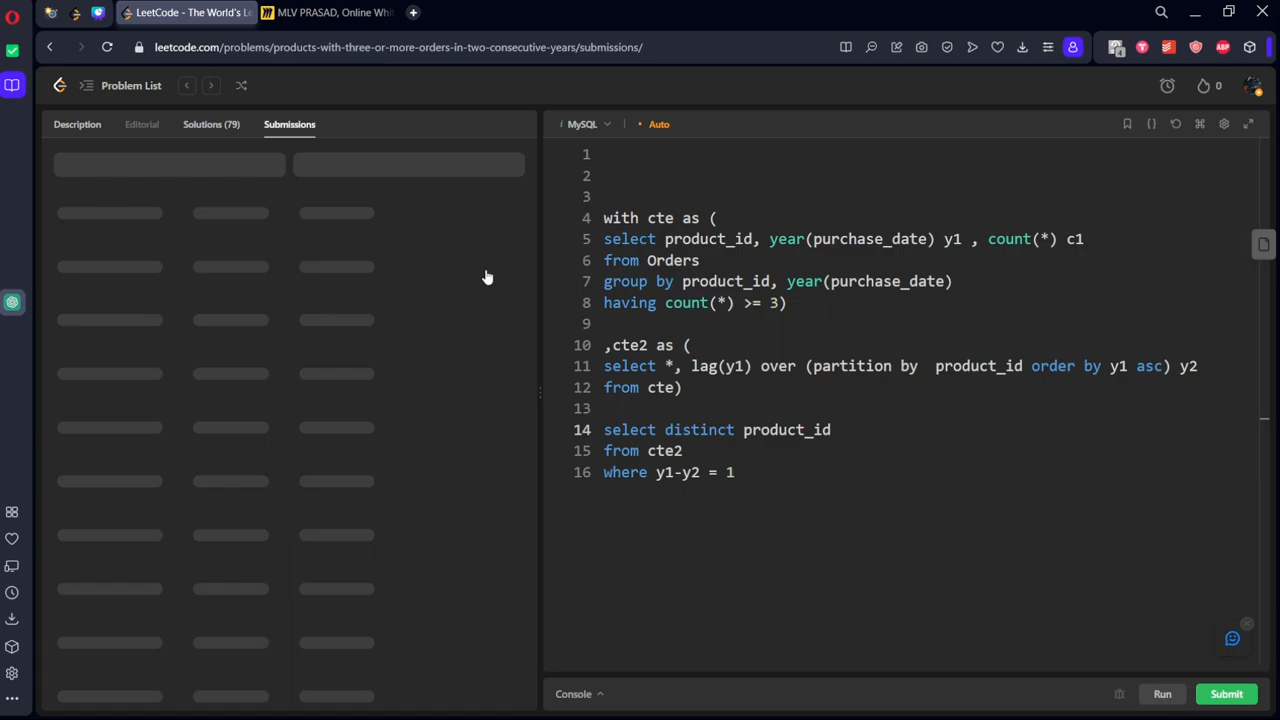 LeetCode - The World's Le
MLV PRASAD, Online Whi
leetcode.com/problems/products-with-three-or-more-orders-in-two-consecutive-years/submissions/
4
ABP
Problem List
0
Description
Editorial
Solutions (79)
Submissions
i MySQL
• Auto
1
2
3
4 with cte as (
5 select product_id, year(purchase_date) y1 , count(*) c1
6 from Orders
7 group by product_id, year(purchase_date)
8 having count(*) >= 3)
9
10 ,cte2 as (
11 select *, lag(y1) over (partition by  product_id order by y1 asc) y2
12 from cte)
13
14 select distinct product_id
15 from cte2
16 where y1-y2 = 1
Console
Run
Submit